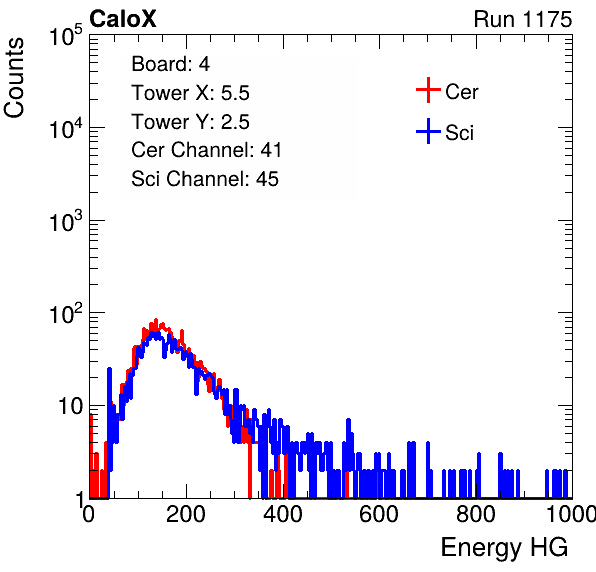 CaloX Run 1175
Board: 4
Tower X: 5.5
Tower Y: 2.5
Cer Channel: 41
Sci Channel: 45
Cer
Sci
Counts
10^5
10^4
10^3
10^2
10
1
0 200 400 600 800 1000
Energy HG